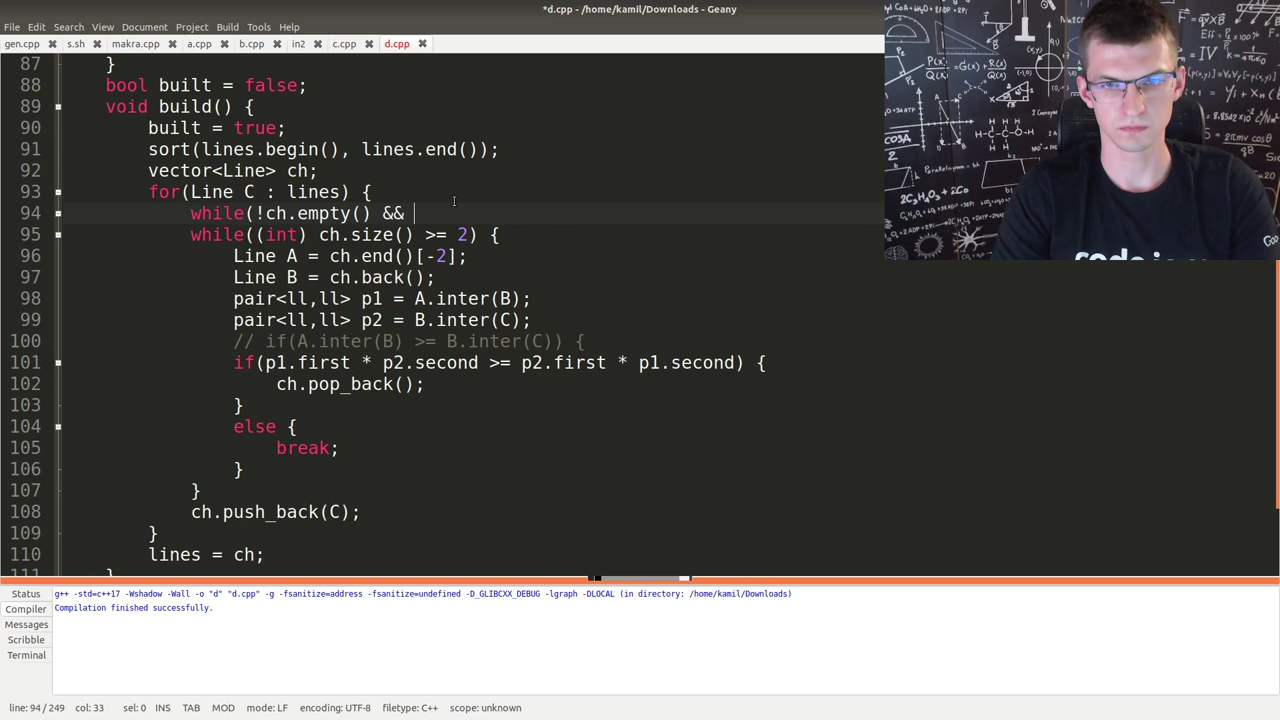 *d.cpp - /home/kamil/Downloads - Geany
File Edit Search View Document Project Build Tools Help
gen.cpp s.sh makra.cpp a.cpp b.cpp in2 c.cpp d.cpp
87 }
88 bool built = false;
89 void build() {
90 built = true;
91 sort(lines.begin(), lines.end());
92 vector<Line> ch;
93 for(Line C : lines) {
94 while(!ch.empty() &&
95 while((int) ch.size() >= 2) {
96 Line A = ch.end()[-2];
97 Line B = ch.back();
98 pair<ll,ll> p1 = A.inter(B);
99 pair<ll,ll> p2 = B.inter(C);
100 // if(A.inter(B) >= B.inter(C)) {
101 if(p1.first * p2.second >= p2.first * p1.second) {
102 ch.pop_back();
103 }
104 else {
105 break;
106 }
107 }
108 ch.push_back(C);
109 }
110 lines = ch;
111 }
Status
Compiler
Messages
Scribble
Terminal
g++ -std=c++17 -Wshadow -Wall -o "d" "d.cpp" -g -fsanitize=address -fsanitize=undefined -D_GLIBCXX_DEBUG -lgraph -DLOCAL (in directory: /home/kamil/Downloads)
Compilation finished successfully.
line: 94 / 249 col: 33 sel: 0 INS TAB MOD mode: LF encoding: UTF-8 filetype: C++ scope: unknown
Parallelogram